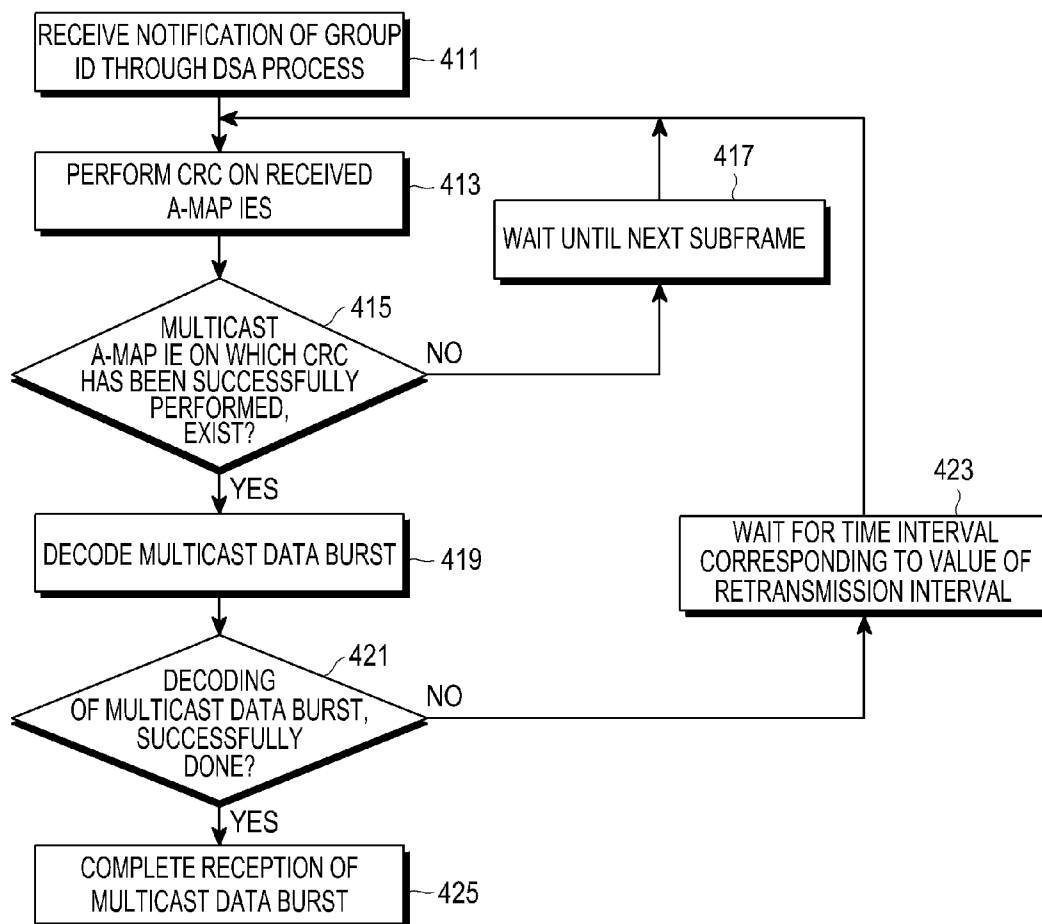 RECEIVE NOTIFICATION OF GROUP
ID THROUGH DSA PROCESS
411
PERFORM CRC ON RECEIVED
A-MAP IES
413
417
WAIT UNTIL NEXT SUBFRAME
415
MULTICAST
A-MAP IE ON WHICH CRC
HAS BEEN SUCCESSFULLY
PERFORMED,
EXIST?
NO
YES
DECODE MULTICAST DATA BURST
419
423
WAIT FOR TIME INTERVAL
CORRESPONDING TO VALUE OF
RETRANSMISSION INTERVAL
421
DECODING
OF MULTICAST DATA BURST,
SUCCESSFULLY
DONE?
NO
YES
COMPLETE RECEPTION OF
MULTICAST DATA BURST
425